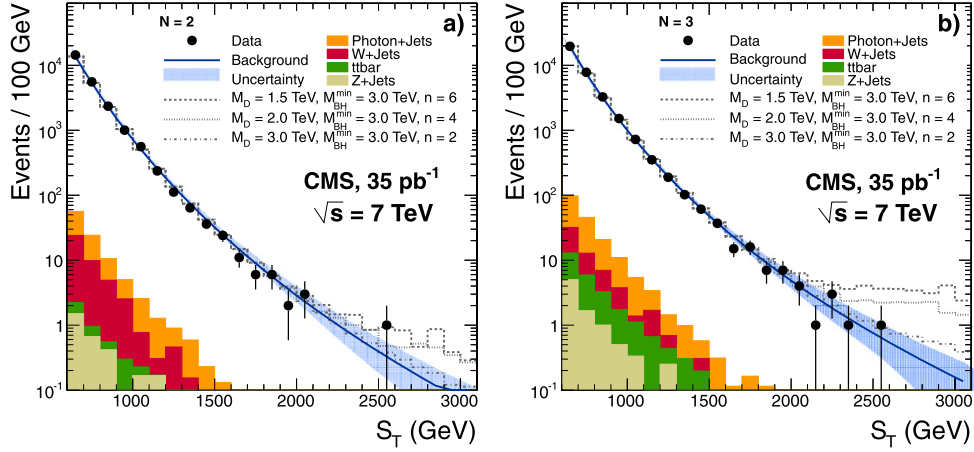 a)
N = 2
Data
Background
Uncertainty
Photon+Jets
W+Jets
ttbar
Z+Jets
M_D = 1.5 TeV, M_BH^min = 3.0 TeV, n = 6
M_D = 2.0 TeV, M_BH^min = 3.0 TeV, n = 4
M_D = 3.0 TeV, M_BH^min = 3.0 TeV, n = 2
CMS, 35 pb^-1
√s = 7 TeV
Events / 100 GeV
10^4
10^3
10^2
10
1
10^-1
1000 1500 2000 2500 3000
S_T (GeV)
b)
N = 3
Data
Background
Uncertainty
Photon+Jets
W+Jets
ttbar
Z+Jets
M_D = 1.5 TeV, M_BH^min = 3.0 TeV, n = 6
M_D = 2.0 TeV, M_BH^min = 3.0 TeV, n = 4
M_D = 3.0 TeV, M_BH^min = 3.0 TeV, n = 2
CMS, 35 pb^-1
√s = 7 TeV
Events / 100 GeV
10^4
10^3
10^2
10
1
10^-1
1000 1500 2000 2500 3000
S_T (GeV)